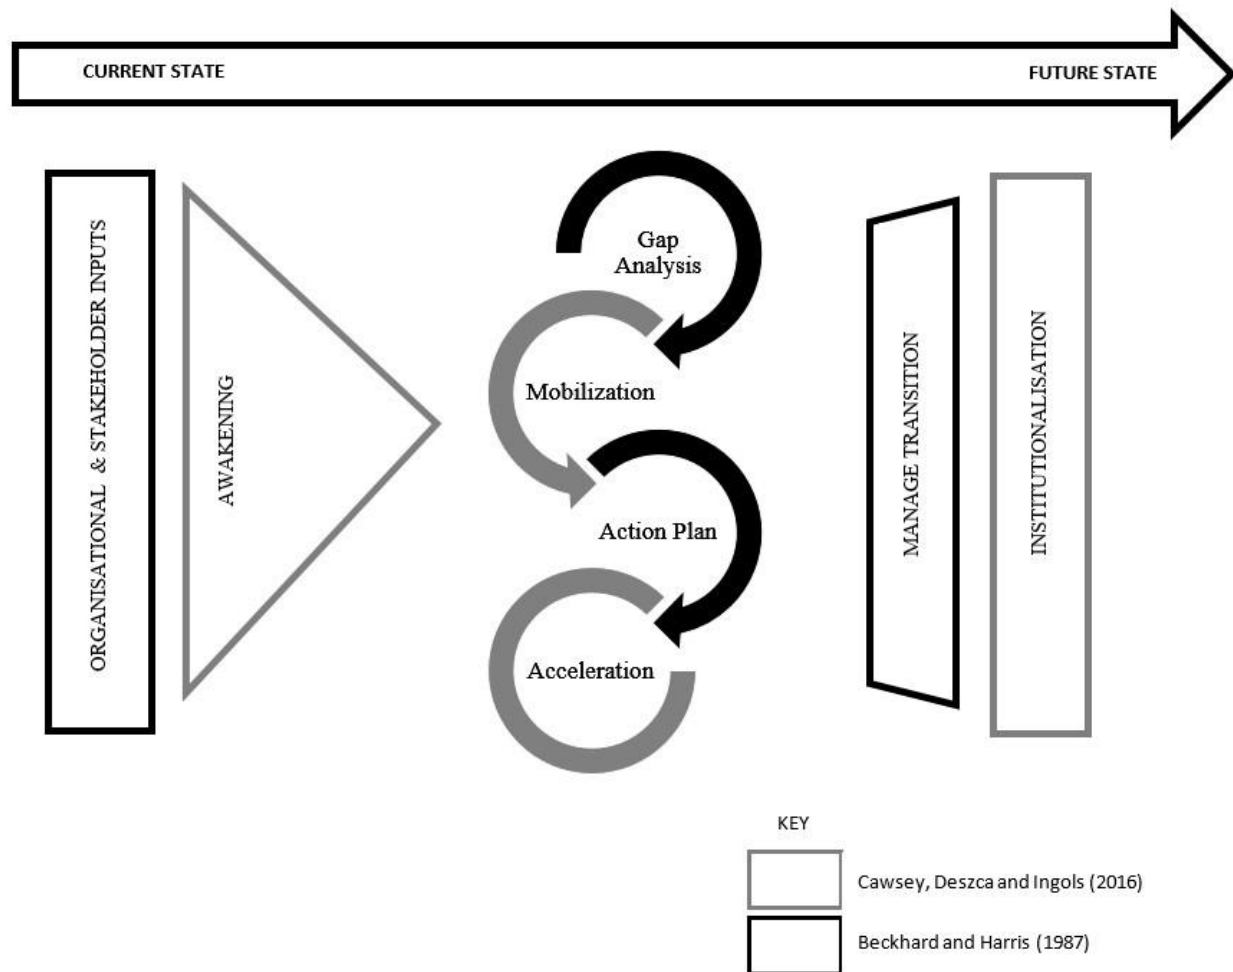 CURRENT STATE
FUTURE STATE
ORGANISATIONAL & STAKEHOLDER INPUTS
AWAKENING
Gap
Analysis
Mobilization
Action Plan
Acceleration
MANAGE TRANSITION
INSTITUTIONALISATION
KEY
Cawsey, Deszca and Ingols (2016)
Beckhard and Harris (1987)